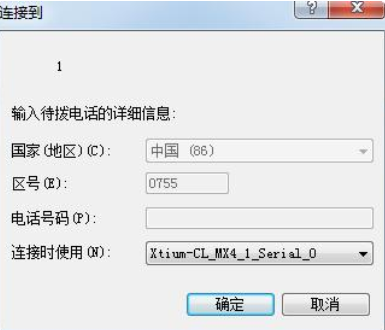 连接到
1
输入待拨电话的详细信息:
国家(地区)(C): 中国 (86)
区号(E): 0755
电话号码(P):
连接时使用(N): Xtium-CL_MX4_1_Serial_0
确定 取消